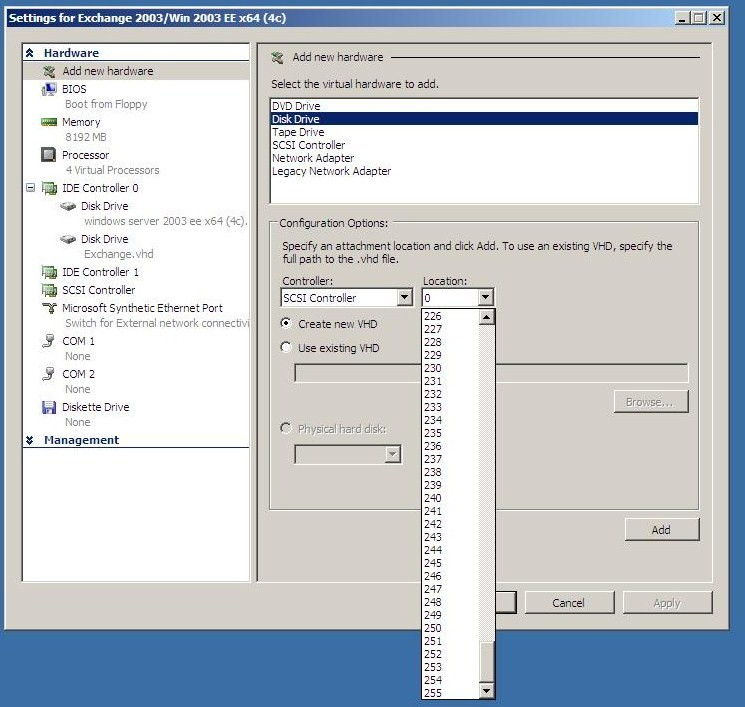 Settings for Exchange 2003/Win 2003 EE x64 (4c)
Hardware
Add new hardware
BIOS
Boot from Floppy
Memory
8192 MB
Processor
4 Virtual Processors
IDE Controller 0
Disk Drive
windows server 2003 ee x64 (4c).
Disk Drive
Exchange.vhd
IDE Controller 1
SCSI Controller
Microsoft Synthetic Ethernet Port
Switch for External network connectivi
COM 1
None
COM 2
None
Diskette Drive
None
Management
Add new hardware
Select the virtual hardware to add.
DVD Drive
Disk Drive
Tape Drive
SCSI Controller
Network Adapter
Legacy Network Adapter
Configuration Options:
Specify an attachment location and click Add. To use an existing VHD, specify the
full path to the .vhd file.
Controller:
Location:
SCSI Controller
0
226
227
228
229
230
231
232
233
234
235
236
237
238
239
240
241
242
243
244
245
246
247
248
249
250
251
252
253
254
255
Create new VHD
Use existing VHD
Browse...
Physical hard disk:
Add
Cancel
Apply